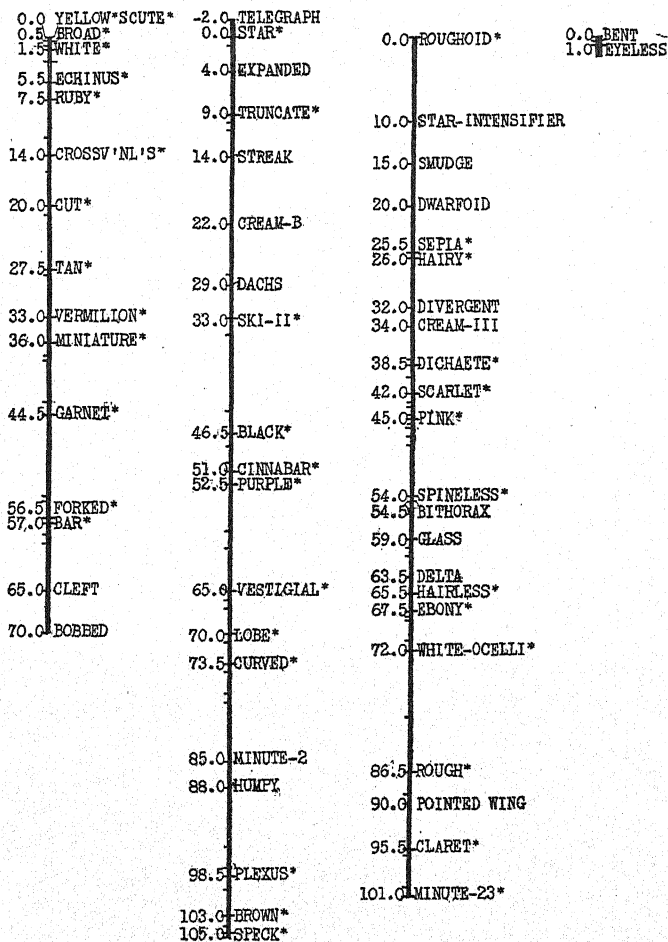 0.0 YELLOW*SCUTE*
0.5 BROAD*
1.5 WHITE*
5.5 ECHINUS*
7.5 RUBY*
14.0 CROSSV'NL'S*
20.0 CUT*
27.5 TAN*
33.0 VERMILION*
36.0 MINIATURE*
44.5 GARNET*
56.5 FORKED*
57.0 BAR*
65.0 CLEFT
70.0 BOBBED
-2.0 TELEGRAPH
0.0 STAR*
4.0 EXPANDED
9.0 TRUNCATE*
14.0 STREAK
22.0 CREAM-B
29.0 DACHS
33.0 SKI-II*
46.5 BLACK*
51.0 CINNABAR*
52.5 PURPLE*
65.0 VESTIGIAL*
70.0 LOBE*
73.5 CURVED*
85.0 MINUTE-2
88.0 HUMPY
98.5 PLEXUS*
103.0 BROWN*
105.0 SPECK*
0.0 ROUGHOID*
10.0 STAR-INTENSIFIER
15.0 SMUDGE
20.0 DWARFOID
25.5 SEPIA*
26.0 HAIRY*
32.0 DIVERGENT
34.0 CREAM-III
38.5 DICHAETE*
42.0 SCARLET*
45.0 PINK*
54.0 SPINELESS*
54.5 BITHORAX
59.0 GLASS
63.5 DELTA
65.5 HAIRLESS*
67.5 EBONY*
72.0 WHITE-OCELLI*
86.5 ROUGH*
90.0 POINTED WING
95.5 CLARET*
101.0 MINUTE-23*
0.0 BENT
1.0 EYELESS